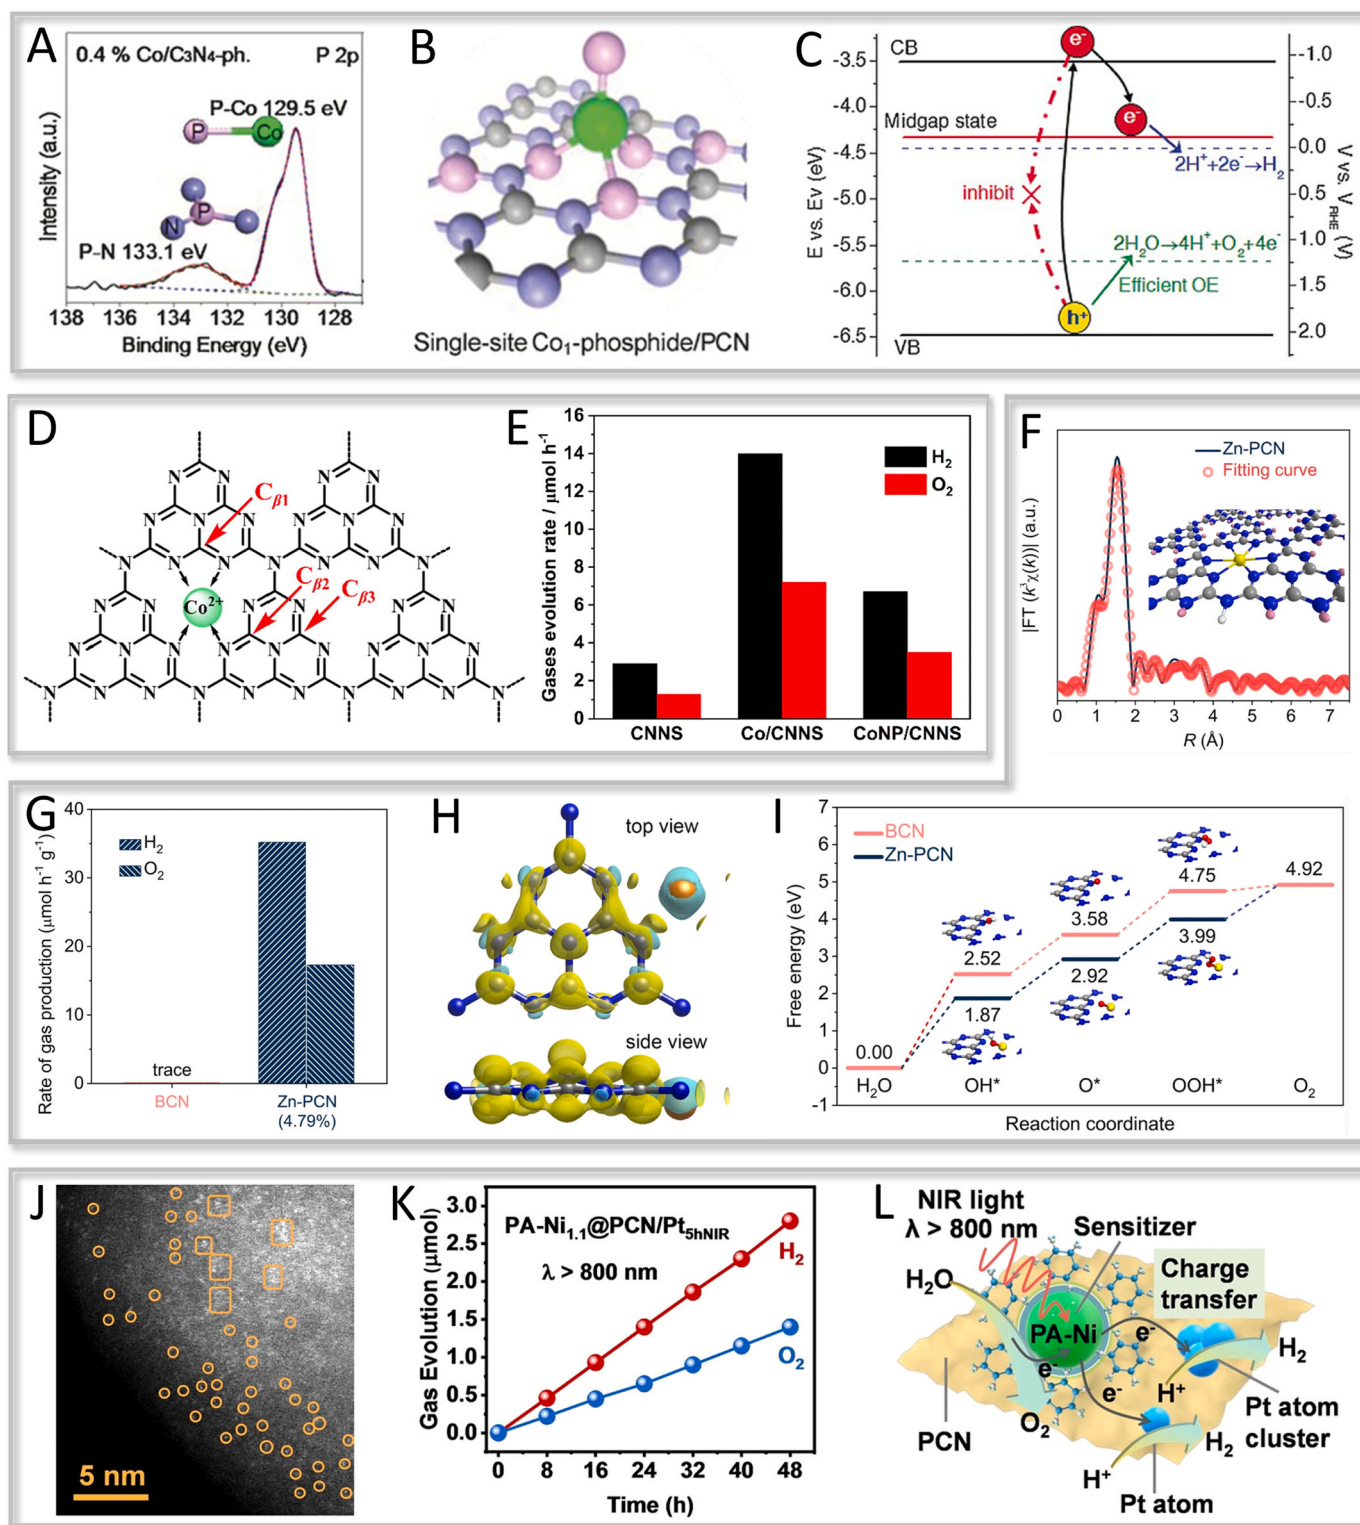 A
0.4 % Co/C₃N₄-ph.
P 2p
P-Co 129.5 eV
P
Co
P
N
P-N 133.1 eV
Intensity (a.u.)
138 136 134 132 130 128
Binding Energy (eV)
B
Single-site Co₁-phosphide/PCN
C
CB
e⁻
Midgap state
e⁻
2H⁺+2e⁻→H₂
inhibit
2H₂O→4H⁺+O₂+4e⁻
Efficient OE
h⁺
VB
E vs. Ev (eV)
-3.5
-4.0
-4.5
-5.0
-5.5
-6.0
-6.5
-1.0
-0.5
0.0
0.5
1.0
1.5
2.0
V vs. V_RHE (V)
D
C_β1
C_β2
C_β3
Co²⁺
N N N N N N
E
Gases evolution rate / μmol h⁻¹
16
14
12
10
8
6
4
2
0
H₂
O₂
CNNS Co/CNNS CoNP/CNNS
F
Zn-PCN
Fitting curve
|FT (k³χ(k))| (a.u.)
0 1 2 3 4 5 6 7
R (Å)
G
Rate of gas production (μmol h⁻¹ g⁻¹)
40
30
20
10
0
H₂
O₂
trace
BCN Zn-PCN
(4.79%)
H
top view
side view
I
BCN
Zn-PCN
Free energy (eV)
7
6
5
4
3
2
1
0
-1
0.00
2.52
1.87
3.58
2.92
4.75
3.99
4.92
H₂O OH* O* OOH* O₂
Reaction coordinate
J
5 nm
K
PA-Ni₁.₁@PCN/Pt₅ₕNIR
λ > 800 nm
H₂
O₂
Gas Evolution (μmol)
3.0
2.5
2.0
1.5
1.0
0.5
0.0
0 8 16 24 32 40 48
Time (h)
L
NIR light
λ > 800 nm
Sensitizer
H₂O
Charge
transfer
PA-Ni
e⁻
e⁻
e⁻
H₂
H⁺
O₂
PCN
Pt atom
cluster
H₂
H⁺
Pt atom